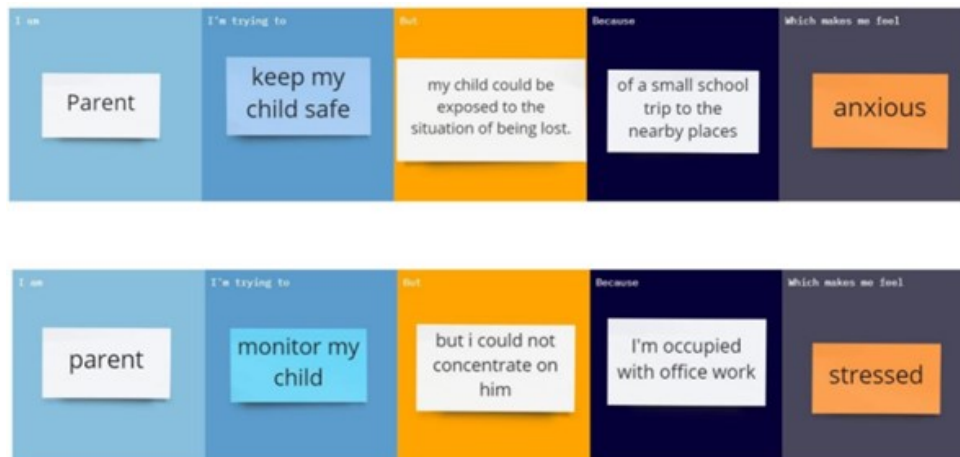 I am
I'm trying to
But
Because
Which makes me feel
Parent
keep my
child safe
my child could be
exposed to the
situation of being lost.
of a small school
trip to the
nearby places
anxious
I am
I'm trying to
But
Because
Which makes me feel
parent
monitor my
child
but i could not
concentrate on
him
I'm occupied
with office work
stressed